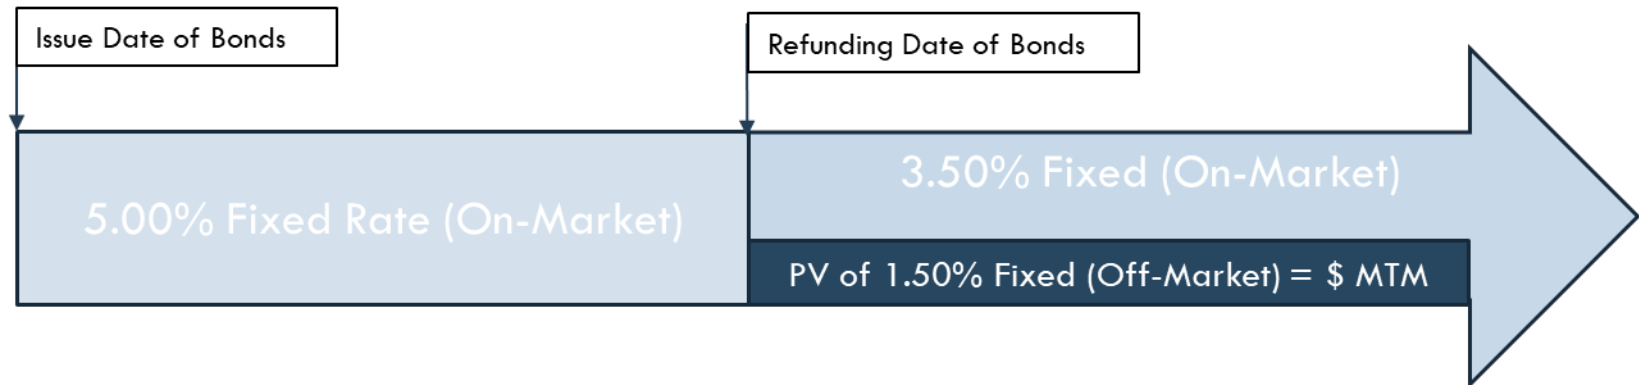 Issue Date of Bonds
Refunding Date of Bonds
5.00% Fixed Rate (On-Market)
3.50% Fixed (On-Market)
PV of 1.50% Fixed (Off-Market) = $ MTM